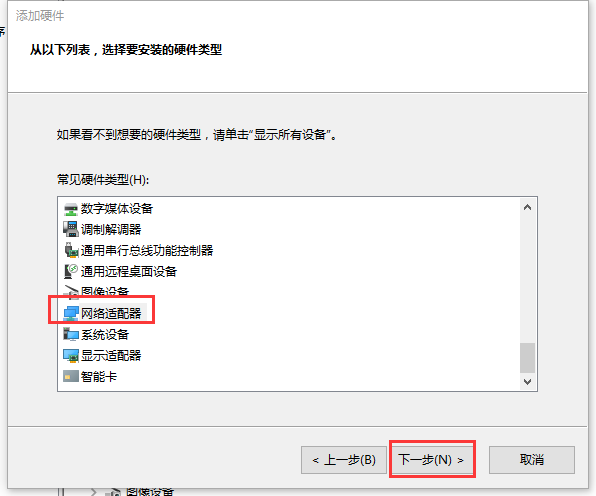 添加硬件
序
从以下列表，选择要安装的硬件类型
如果看不到想要的硬件类型，请单击“显示所有设备”。
常见硬件类型(H):
数字媒体设备
调制解调器
通用串行总线功能控制器
通用远程桌面设备
图像设备
网络适配器
系统设备
显示适配器
智能卡
< 上一步(B)
下一步(N) >
取消
图像设备